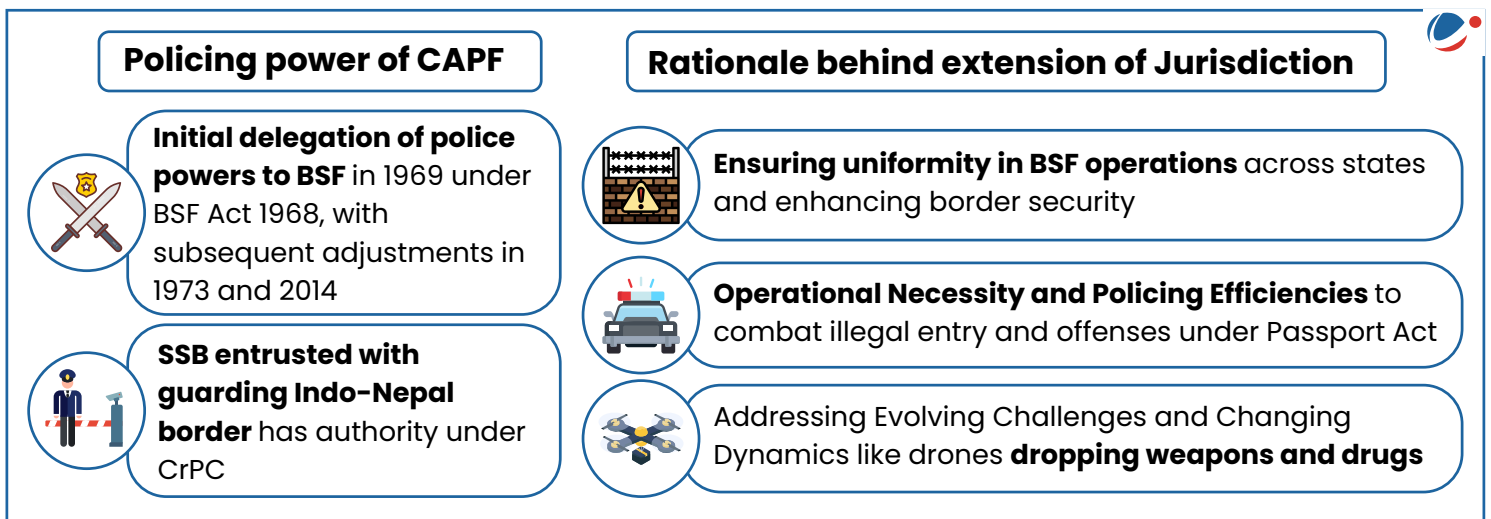 Policing power of CAPF
Initial delegation of police
powers to BSF in 1969 under
BSF Act 1968, with
subsequent adjustments in
1973 and 2014
SSB entrusted with
guarding Indo-Nepal
border has authority under
CrPC
Rationale behind extension of Jurisdiction
Ensuring uniformity in BSF operations across states
and enhancing border security
Operational Necessity and Policing Efficiencies to
combat illegal entry and offenses under Passport Act
Addressing Evolving Challenges and Changing
Dynamics like drones dropping weapons and drugs